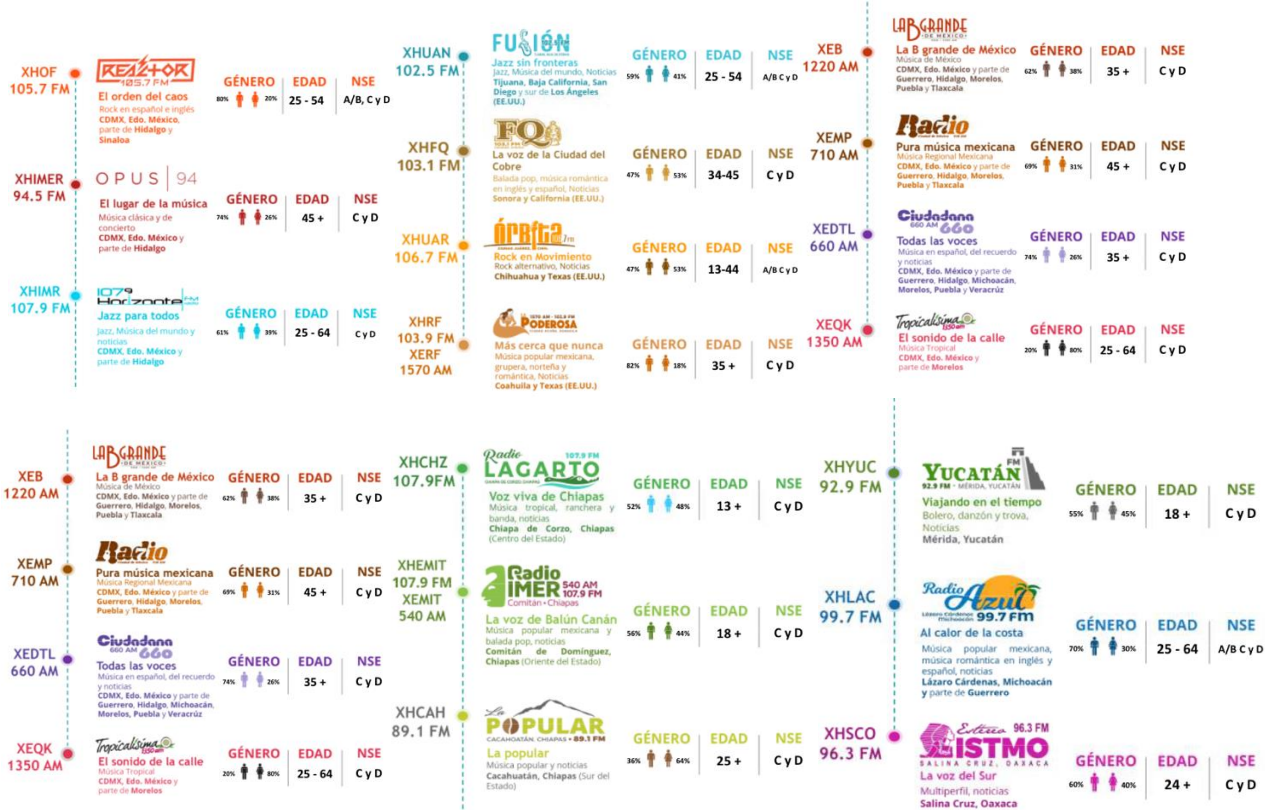 XHOF
105.7 FM
REACTOR
105.7 FM
El orden del caos
Rock en español e inglés
CDMX, Edo. México,
parte de Hidalgo y
Sinaloa
GÉNERO EDAD NSE
80% 20% 25 - 54 A/B, C y D
XHIMER
94.5 FM
OPUS 94
El lugar de la música
Música clásica y de
concierto
CDMX, Edo. México y
parte de Hidalgo
GÉNERO EDAD NSE
74% 26% 45 + C y D
XHIMR
107.9 FM
107.9
Horizonte FM
Jazz para todos
Jazz, Música del mundo y
noticias
CDMX, Edo. México y
parte de Hidalgo
GÉNERO EDAD NSE
61% 39% 25 - 64 C y D
XHUAN
102.5 FM
FUSIÓN
Jazz sin fronteras
Jazz, Música del mundo, Noticias
Tijuana, Baja California, San
Diego y sur de Los Ángeles
(EE.UU.)
GÉNERO EDAD NSE
59% 41% 25 - 54 A/B C y D
XHFQ
103.1 FM
FQ
La voz de la Ciudad del
Cobre
Balada pop, música romántica
en inglés y español, Noticias
Sonora y California (EE.UU.)
GÉNERO EDAD NSE
47% 53% 34-45 C y D
XHUAR
106.7 FM
ÓRBITA
Rock en Movimiento
Rock alternativo, Noticias
Chihuahua y Texas (EE.UU.)
GÉNERO EDAD NSE
47% 53% 13-44 A/B C y D
XHRF
103.9 FM
XERF
1570 AM
1570 AM - 103.9 FM
PODEROSA
Más cerca que nunca
Música popular mexicana,
grupera, norteña y
romántica, Noticias
Coahuila y Texas (EE.UU.)
GÉNERO EDAD NSE
82% 18% 35 + C y D
XEB
1220 AM
LA B GRANDE
·DE MÉXICO·
La B grande de México
Música de México
CDMX, Edo. México y parte de
Guerrero, Hidalgo, Morelos,
Puebla y Tlaxcala
GÉNERO EDAD NSE
62% 38% 35 + C y D
XEMP
710 AM
Radio
Pura música mexicana
Música Regional Mexicana
CDMX, Edo. México y parte de
Guerrero, Hidalgo, Morelos,
Puebla y Tlaxcala
GÉNERO EDAD NSE
69% 31% 45 + C y D
XEDTL
660 AM
Ciudadana
660 AM 660
Todas las voces
Música en español, del recuerdo
y noticias
CDMX, Edo. México y parte de
Guerrero, Hidalgo, Michoacán,
Morelos, Puebla y Veracrúz
GÉNERO EDAD NSE
74% 26% 35 + C y D
XEQK
1350 AM
Tropicalísima
1350 am
El sonido de la calle
Música Tropical
CDMX, Edo. México y
parte de Morelos
GÉNERO EDAD NSE
20% 80% 25 - 64 C y D
XEB
1220 AM
LA B GRANDE
·DE MÉXICO·
La B grande de México
Música de México
CDMX, Edo. México y parte de
Guerrero, Hidalgo, Morelos,
Puebla y Tlaxcala
GÉNERO EDAD NSE
62% 38% 35 + C y D
XEMP
710 AM
Radio
Pura música mexicana
Música Regional Mexicana
CDMX, Edo. México y parte de
Guerrero, Hidalgo, Morelos,
Puebla y Tlaxcala
GÉNERO EDAD NSE
69% 31% 45 + C y D
XEDTL
660 AM
Ciudadana
660 AM 660
Todas las voces
Música en español, del recuerdo
y noticias
CDMX, Edo. México y parte de
Guerrero, Hidalgo, Michoacán,
Morelos, Puebla y Veracrúz
GÉNERO EDAD NSE
74% 26% 35 + C y D
XEQK
1350 AM
Tropicalísima
1350 am
El sonido de la calle
Música Tropical
CDMX, Edo. México y
parte de Morelos
GÉNERO EDAD NSE
20% 80% 25 - 64 C y D
XHCHZ
107.9FM
Radio 107.9 FM
LAGARTO
CHIAPA DE CORZO, CHIAPAS
Voz viva de Chiapas
Música tropical, ranchera y
banda, noticias
Chiapa de Corzo, Chiapas
(Centro del Estado)
GÉNERO EDAD NSE
52% 48% 13 + C y D
XHEMIT
107.9 FM
XEMIT
540 AM
Radio
IMER 540 AM
107.9 FM
Comitán • Chiapas
La voz de Balún Canán
Música popular mexicana y
balada pop, noticias
Comitán de Domínguez,
Chiapas (Oriente del Estado)
GÉNERO EDAD NSE
56% 44% 18 + C y D
XHCAH
89.1 FM
La
POPULAR
CACAHOATÁN, CHIAPAS • 89.1 FM
La popular
Música popular y noticias
Cacahuatán, Chiapas (Sur del
Estado)
GÉNERO EDAD NSE
36% 64% 25 + C y D
XHYUC
92.9 FM
YUCATÁN FM
92.9 FM - MÉRIDA, YUCATÁN
Viajando en el tiempo
Bolero, danzón y trova,
Noticias
Mérida, Yucatán
GÉNERO EDAD NSE
55% 45% 18 + C y D
XHLAC
99.7 FM
Radio
Azul
Lázaro Cárdenas
Michoacán 99.7 Fm
Al calor de la costa
Música popular mexicana,
música romántica en inglés y
español, noticias
Lázaro Cárdenas, Michoacán
y parte de Guerrero
GÉNERO EDAD NSE
70% 30% 25 - 64 A/B C y D
XHSCO
96.3 FM
Estéreo 96.3 FM
ISTMO
SALINA CRUZ, OAXACA
La voz del Sur
Multiperfil, noticias
Salina Cruz, Oaxaca
GÉNERO EDAD NSE
60% 40% 24 + C y D